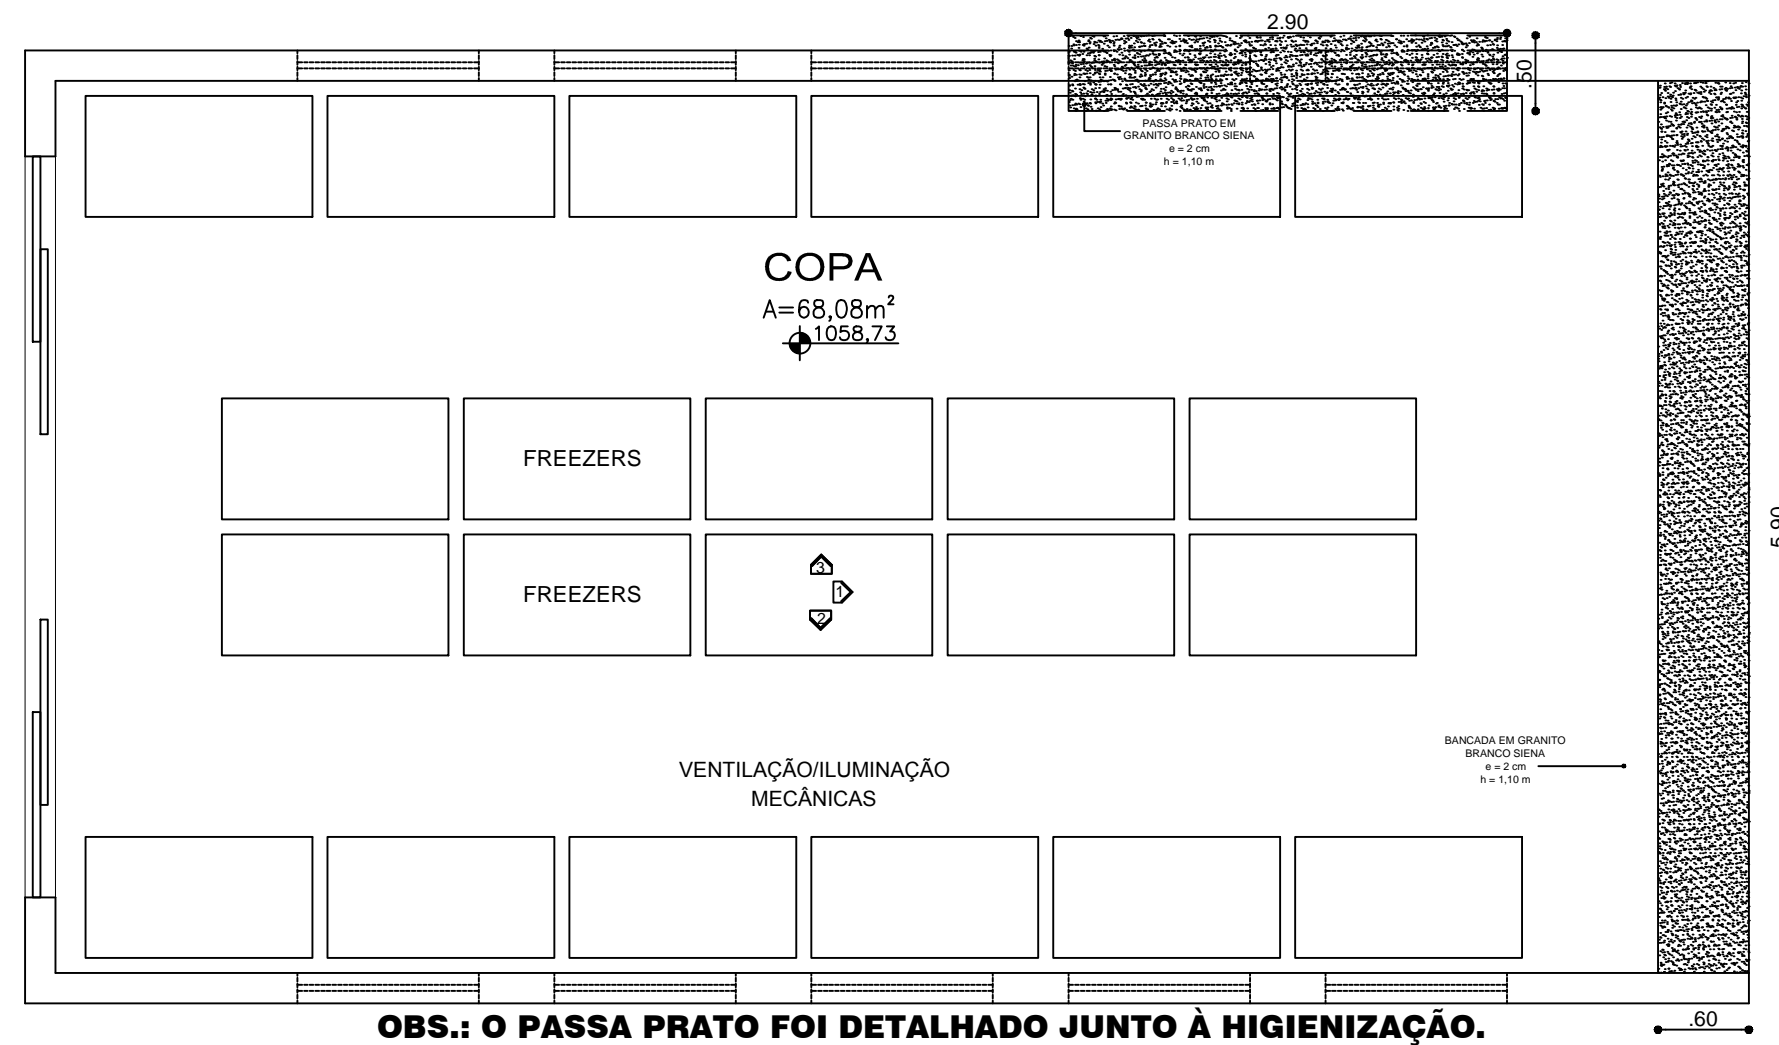 2.90
.50
PASSA PRATO EM
GRANITO BRANCO SIENA
e = 2 cm
h = 1,10 m
COPA
A=68,08m²
1058,73
FREEZERS
5.90
FREEZERS
3
1
2
BANCADA EM GRANITO
BRANCO SIENA
e = 2 cm
h = 1,10 m
VENTILAÇÃO/ILUMINAÇÃO
MECÂNICAS
OBS.: O PASSA PRATO FOI DETALHADO JUNTO À HIGIENIZAÇÃO.
.60